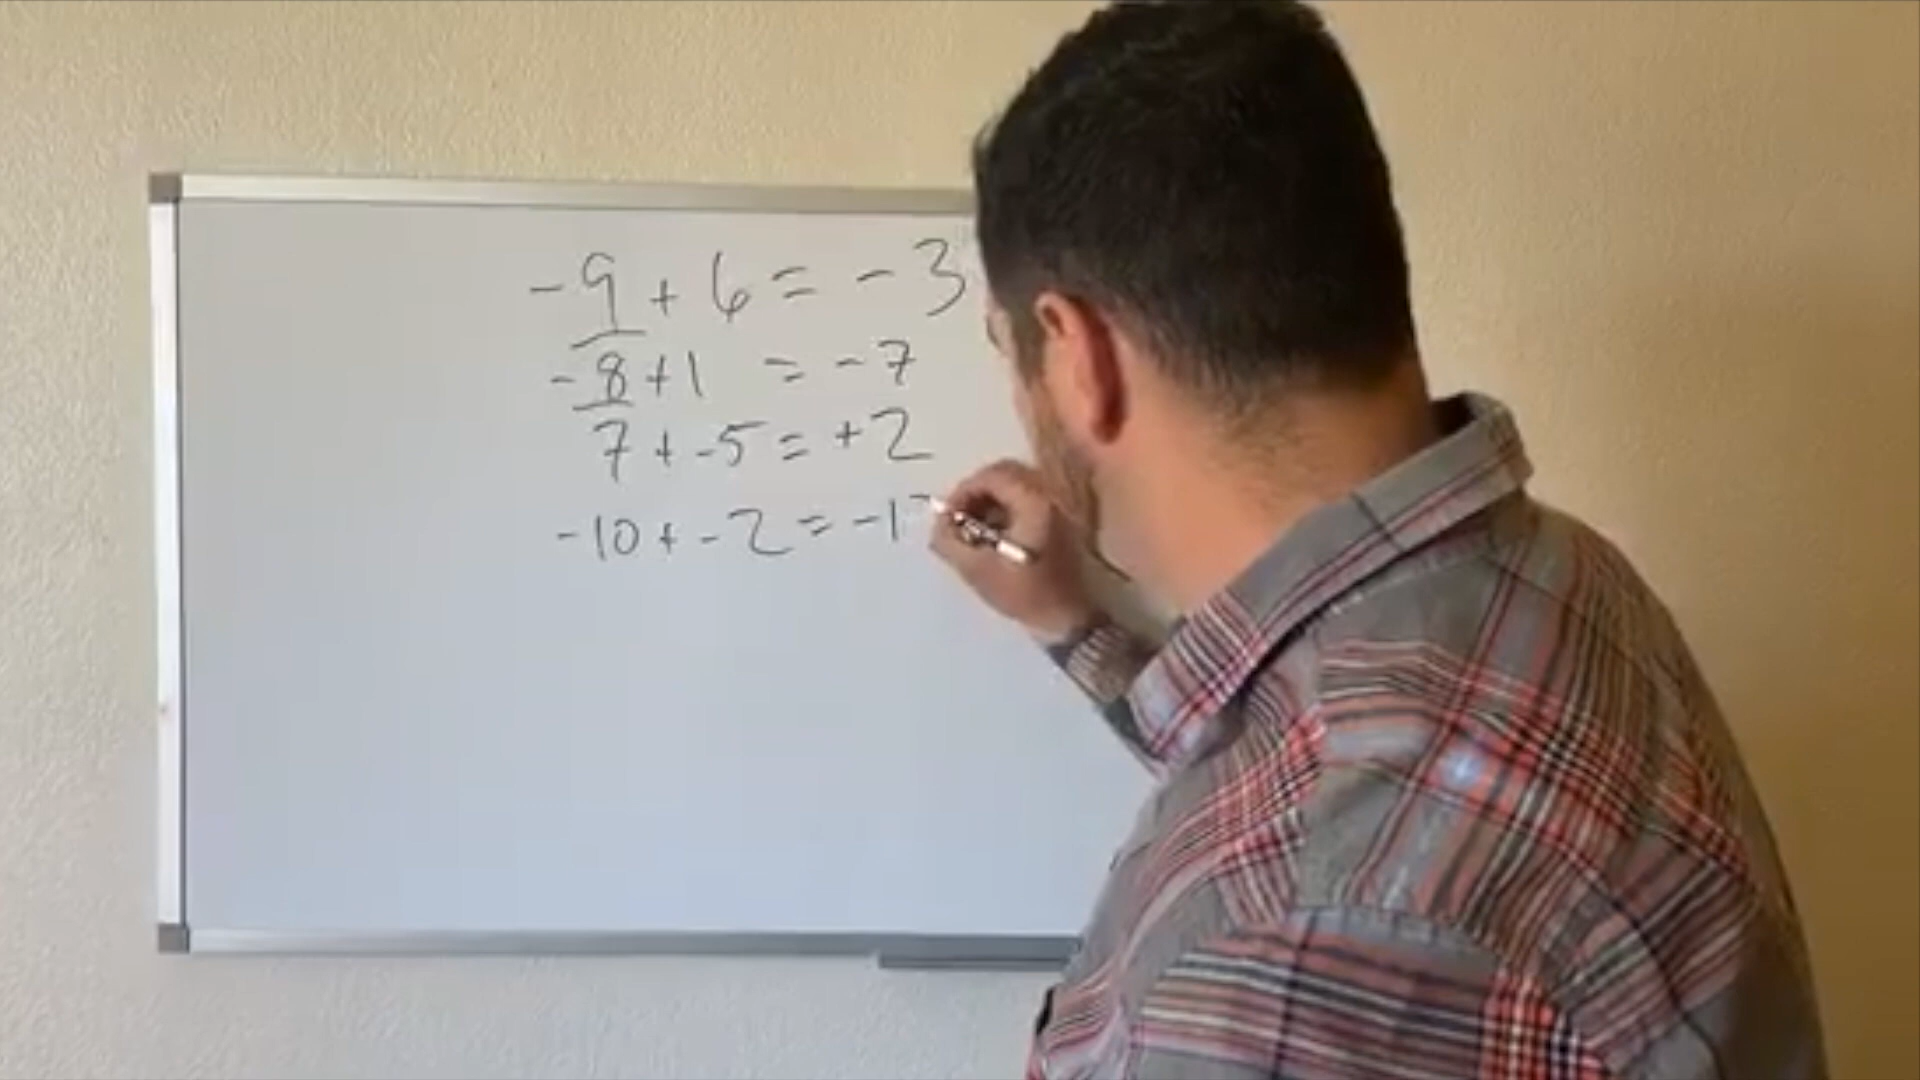 -9 + 6 = -3
-8 + 1 = -7
7 + -5 = +2
-10 + -2 = -1